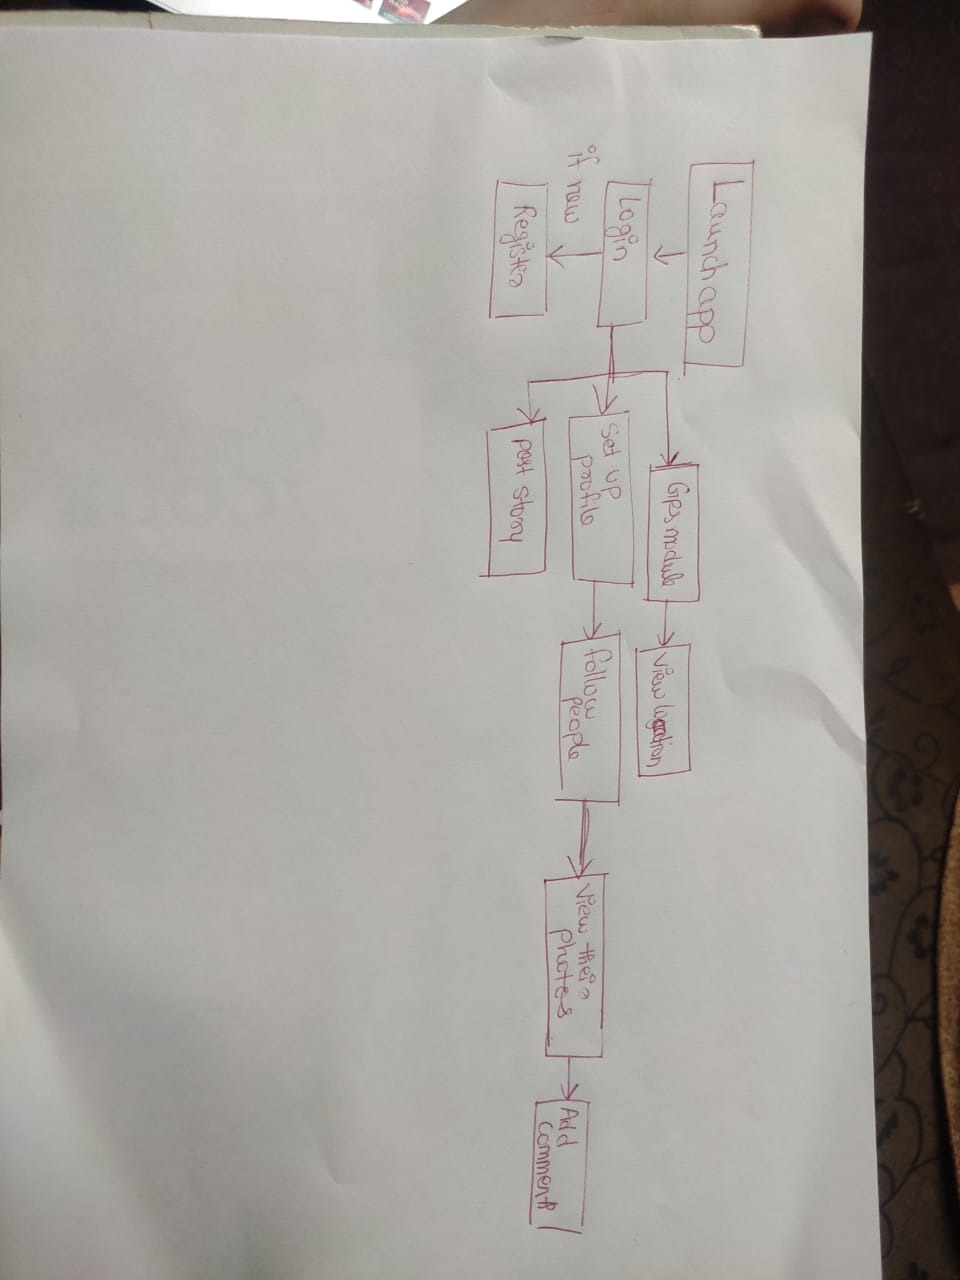 Launch app
Login
if new
Register
Gps module
View location
Set up
profile
follow
people
View their
photos
Add
comments
post story